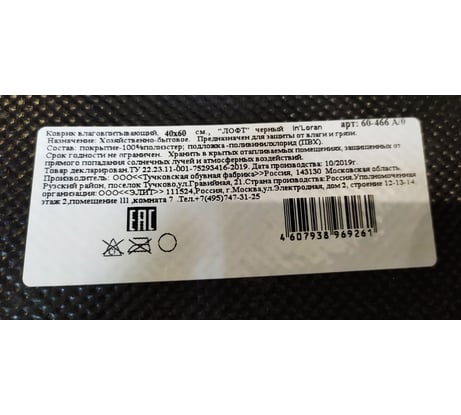 Коврик влаговпитывающий, 40x60 см., "ЛОФТ" черный in'Loran арт: 60-466 А/0
Назначение: Хозяйственно-бытовое. Предназначен для защиты от влаги и грязи.
Состав: покрытие-100%полиэстер; подложка-поливинилхлорид (ПВХ).
Срок годности не ограничен. Хранить в крытых отапливаемых помещениях, защищенных от
прямого попадания солнечных лучей и атмосферных воздействий.
Товар декларирован.ТУ 22.23.11-001-75293416-2019. Дата производства: 10/2019г.
Производитель: ООО<<Тучковская обувная фабрика>>Россия, 143130 Московская область,
Рузский район, поселок Тучково,ул.Гравийная, 21.Страна производства:Россия.Уполномоченная
организация: ООО<<ЭЛИТ>> 111524,Россия, г.Москва,ул.Электродная, дом 2, строение 12-13-14,
этаж 2,помещение 111 ,комната 7 .Тел.+7(495)747-31-25
EAC
4 607938 969261